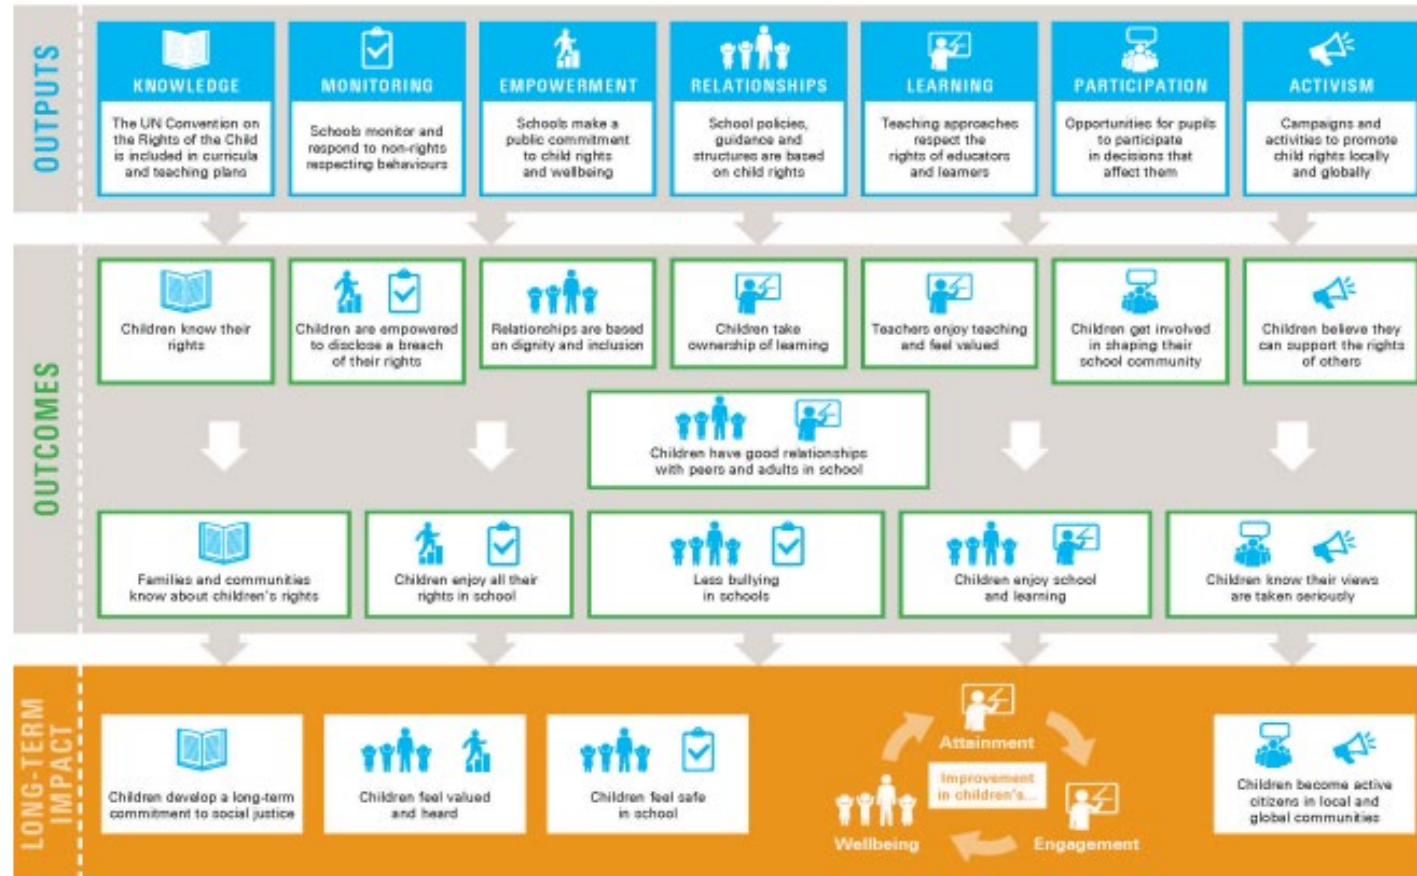 OUTPUTS
KNOWLEDGE
The UN Convention on
the Rights of the Child
is included in curricula
and teaching plans
MONITORING
Schools monitor and
respond to non-rights
respecting behaviours
EMPOWERMENT
Schools make a
public commitment
to child rights
and wellbeing
RELATIONSHIPS
School policies,
guidance and
structures are based
on child rights
LEARNING
Teaching approaches
respect the
rights of educators
and learners
PARTICIPATION
Opportunities for pupils
to participate
in decisions that
affect them
ACTIVISM
Campaigns and
activities to promote
child rights locally
and globally
OUTCOMES
Children know their
rights
Children are empowered
to disclose a breach
of their rights
Relationships are based
on dignity and inclusion
Children take
ownership of learning
Teachers enjoy teaching
and feel valued
Children get involved
in shaping their
school community
Children believe they
can support the rights
of others
Children have good relationships
with peers and adults in school
Families and communities
know about children's rights
Children enjoy all their
rights in school
Less bullying
in schools
Children enjoy school
and learning
Children know their views
are taken seriously
LONG-TERM
IMPACT
Children develop a long-term
commitment to social justice
Children feel valued
and heard
Children feel safe
in school
Attainment
Improvement
in children's...
Wellbeing
Engagement
Children become active
citizens in local and
global communities